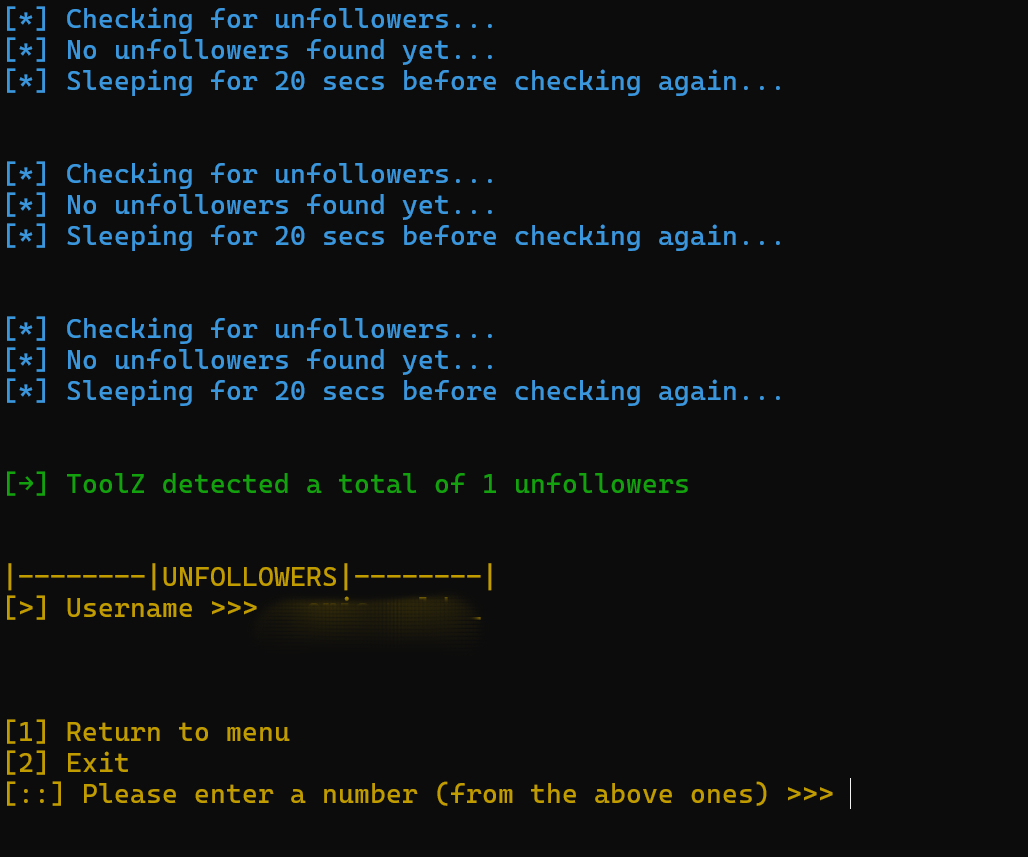 [*] Checking for unfollowers...
[*] No unfollowers found yet...
[*] Sleeping for 20 secs before checking again...
[*] Checking for unfollowers...
[*] No unfollowers found yet...
[*] Sleeping for 20 secs before checking again...
[*] Checking for unfollowers...
[*] No unfollowers found yet...
[*] Sleeping for 20 secs before checking again...
[→] ToolZ detected a total of 1 unfollowers
|--------|UNFOLLOWERS|--------|
[>] Username >>>
[1] Return to menu
[2] Exit
[::] Please enter a number (from the above ones) >>>